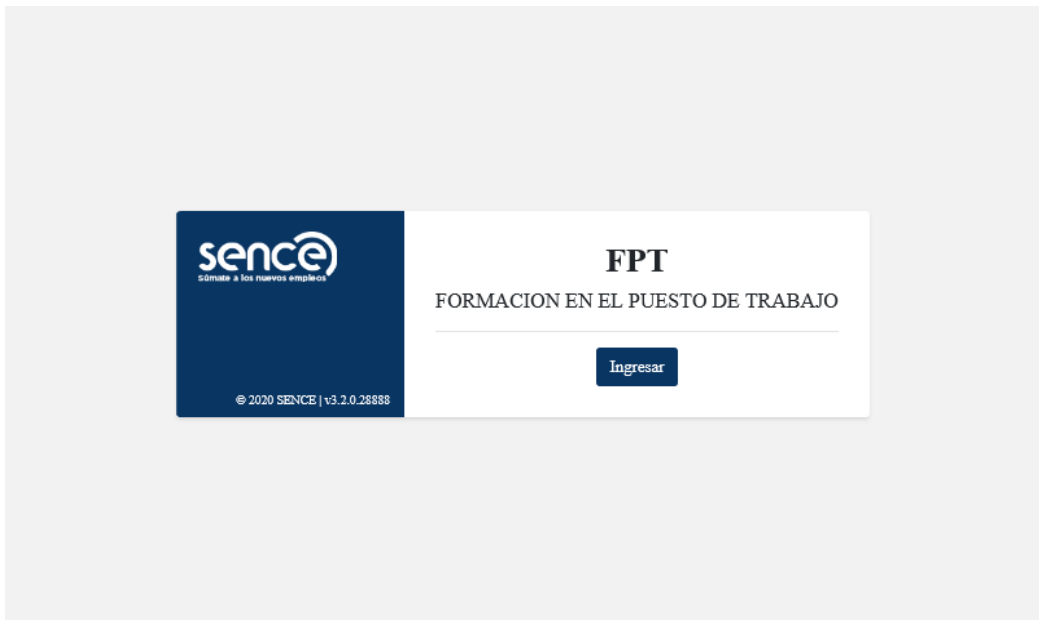 sence
Súmate a los nuevos empleos
© 2020 SENCE | v3.2.0.28888
FPT
FORMACION EN EL PUESTO DE TRABAJO
Ingresar